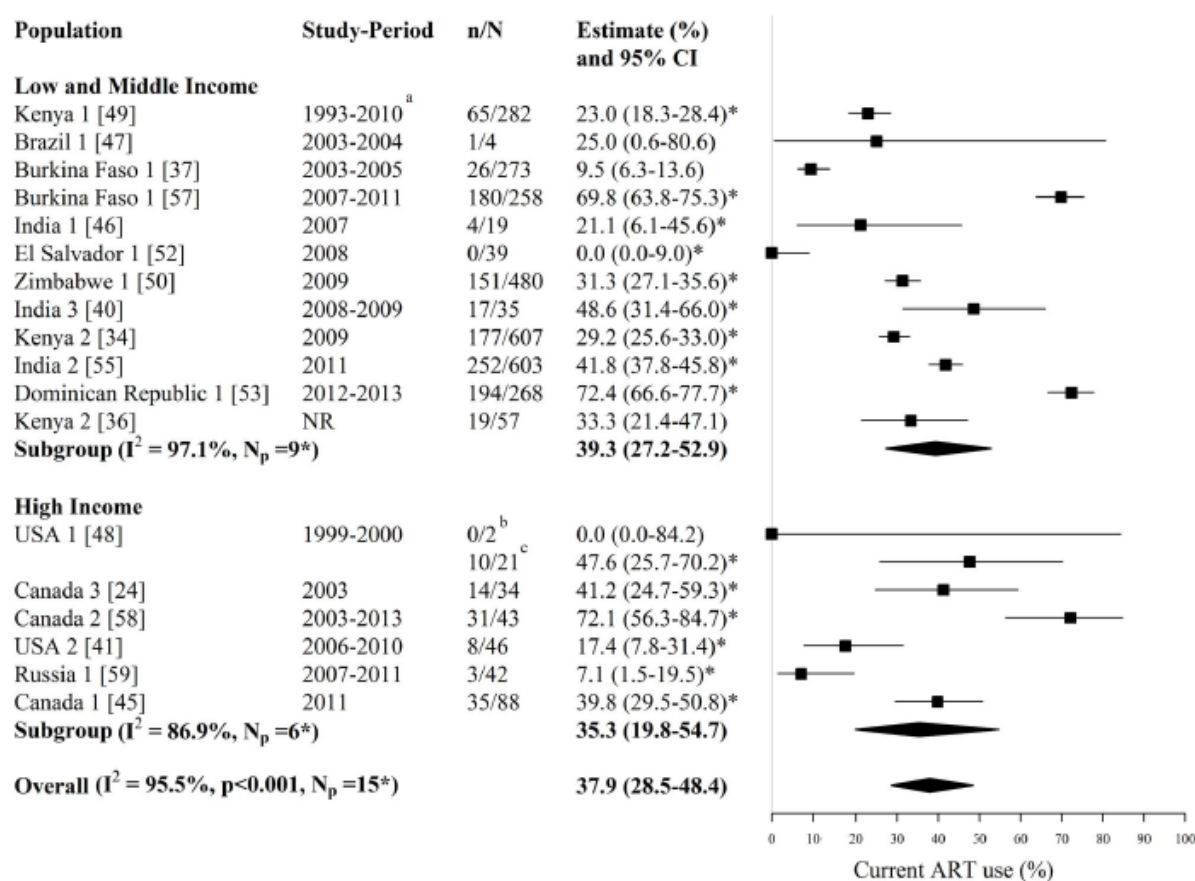 Population Study-Period n/N Estimate (%)
and 95% CI
Low and Middle Income
Kenya 1 [49] 1993-2010 a 65/282 23.0 (18.3-28.4)*
Brazil 1 [47] 2003-2004 1/4 25.0 (0.6-80.6)
Burkina Faso 1 [37] 2003-2005 26/273 9.5 (6.3-13.6)
Burkina Faso 1 [57] 2007-2011 180/258 69.8 (63.8-75.3)*
India 1 [46] 2007 4/19 21.1 (6.1-45.6)*
El Salvador 1 [52] 2008 0/39 0.0 (0.0-9.0)*
Zimbabwe 1 [50] 2009 151/480 31.3 (27.1-35.6)*
India 3 [40] 2008-2009 17/35 48.6 (31.4-66.0)*
Kenya 2 [34] 2009 177/607 29.2 (25.6-33.0)*
India 2 [55] 2011 252/603 41.8 (37.8-45.8)*
Dominican Republic 1 [53] 2012-2013 194/268 72.4 (66.6-77.7)*
Kenya 2 [36] NR 19/57 33.3 (21.4-47.1)
Subgroup (I² = 97.1%, Nₚ =9*) 39.3 (27.2-52.9)
High Income
USA 1 [48] 1999-2000 0/2 b 0.0 (0.0-84.2)
10/21 c 47.6 (25.7-70.2)*
Canada 3 [24] 2003 14/34 41.2 (24.7-59.3)*
Canada 2 [58] 2003-2013 31/43 72.1 (56.3-84.7)*
USA 2 [41] 2006-2010 8/46 17.4 (7.8-31.4)*
Russia 1 [59] 2007-2011 3/42 7.1 (1.5-19.5)*
Canada 1 [45] 2011 35/88 39.8 (29.5-50.8)*
Subgroup (I² = 86.9%, Nₚ =6*) 35.3 (19.8-54.7)
Overall (I² = 95.5%, p<0.001, Nₚ =15*) 37.9 (28.5-48.4)
0 10 20 30 40 50 60 70 80 90 100
Current ART use (%)